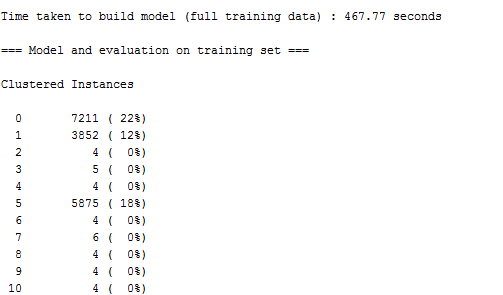 Time taken to build model (full training data) : 467.77 seconds
=== Model and evaluation on training set ===
Clustered Instances
0 7211 ( 22%)
1 3852 ( 12%)
2 4 ( 0%)
3 5 ( 0%)
4 4 ( 0%)
5 5875 ( 18%)
6 4 ( 0%)
7 6 ( 0%)
8 4 ( 0%)
9 4 ( 0%)
10 4 ( 0%)